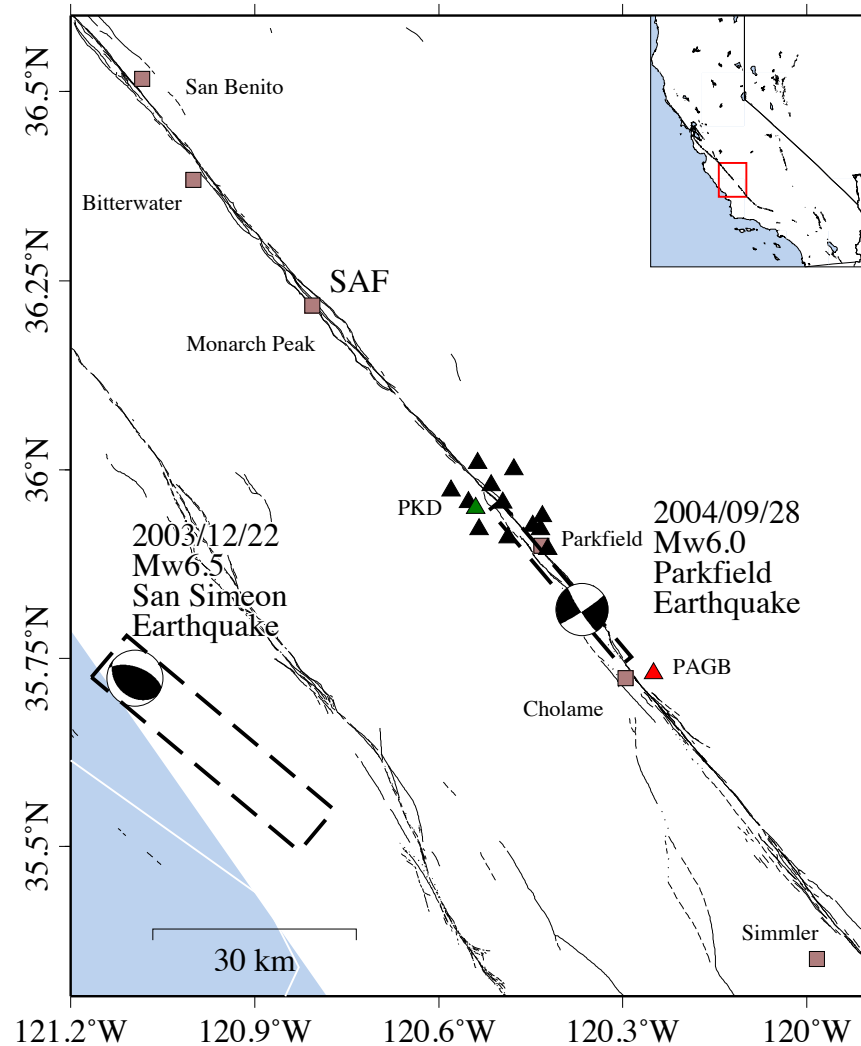 36.5°N
San Benito
Bitterwater
36.25°N
SAF
Monarch Peak
36°N
PKD
2003/12/22
Mw6.5
San Simeon
Earthquake
Parkfield
2004/09/28
Mw6.0
Parkfield
Earthquake
35.75°N
PAGB
Cholame
35.5°N
Simmler
30 km
121.2°W
120.9°W
120.6°W
120.3°W
120°W